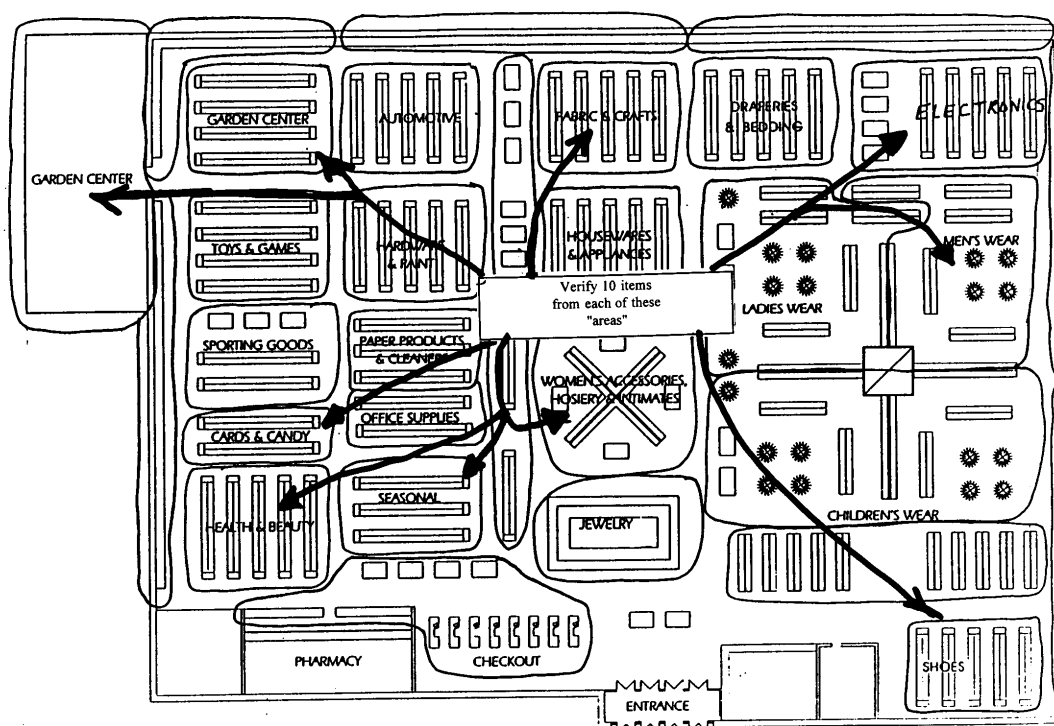 GARDEN CENTER
AUTOMOTIVE
FABRIC & CRAFTS
DRAPERIES
& BEDDING
ELECTRONICS
GARDEN CENTER
TOYS & GAMES
HARDWARE
& PAINT
HOUSEWARES
& APPLIANCES
MEN'S WEAR
Verify 10 items
from each of these
"areas"
LADIES WEAR
SPORTING GOODS
PAPER PRODUCTS
& CLEANERS
WOMEN'S ACCESSORIES,
HOSIERY & INTIMATES
OFFICE SUPPLIES
CARDS & CANDY
SEASONAL
HEALTH & BEAUTY
JEWELRY
CHILDREN'S WEAR
PHARMACY
CHECKOUT
SHOES
ENTRANCE